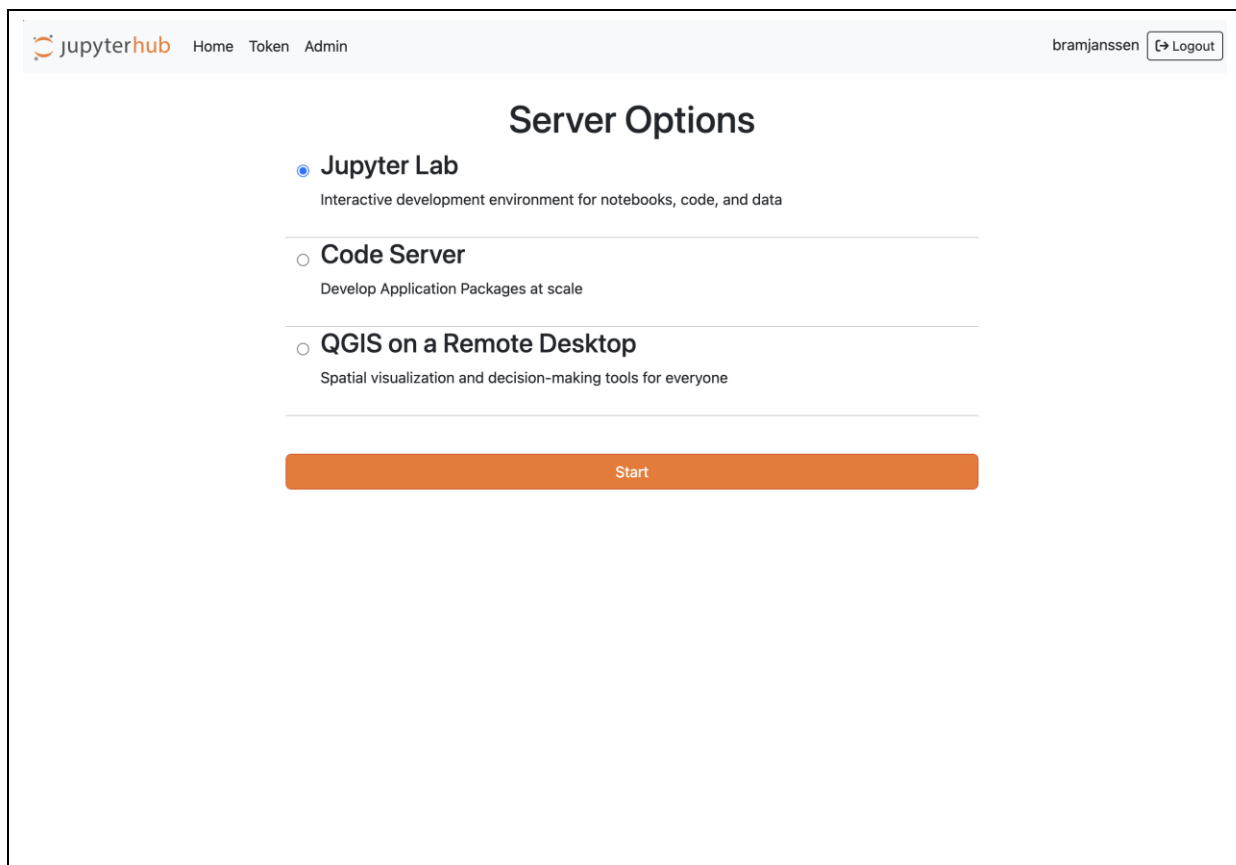 jupyterhub Home Token Admin bramjanssen Logout
Server Options
Jupyter Lab
Interactive development environment for notebooks, code, and data
Code Server
Develop Application Packages at scale
QGIS on a Remote Desktop
Spatial visualization and decision-making tools for everyone
Start